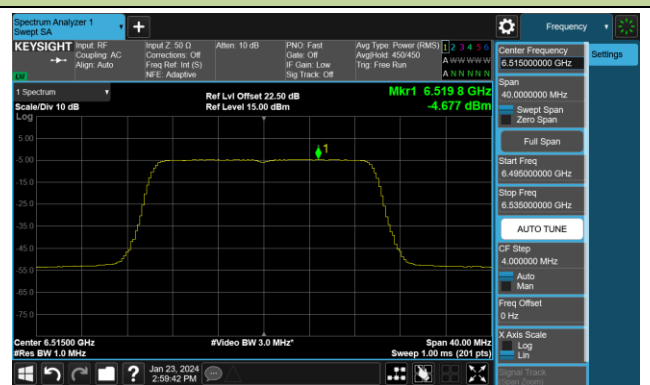 Spectrum Analyzer 1
Swept SA
Frequency
KEYSIGHT
Input: RF
Coupling: AC
Align: Auto
Input Z: 50 Ω
Corrections: Off
Freq Ref: Int (S)
NFE: Adaptive
Atten: 10 dB
PNO: Fast
Gate: Off
IF Gain: Low
Sig Track: Off
Avg Type: Power (RMS)
Avg|Hold: 450/450
Trig: Free Run
1 2 3 4 5 6
A W W W W W
A N N N N N
1 Spectrum
Scale/Div 10 dB
Log
Ref Lvl Offset 22.50 dB
Ref Level 15.00 dBm
Mkr1 6.519 8 GHz
-4.677 dBm
5.00
-5.00
-15.0
-25.0
-35.0
-45.0
-55.0
-65.0
-75.0
1
Center 6.51500 GHz
#Res BW 1.0 MHz
#Video BW 3.0 MHz*
Span 40.00 MHz
Sweep 1.00 ms (201 pts)
Jan 23, 2024
2:59:42 PM
Center Frequency
6.515000000 GHz
Settings
Span
40.0000000 MHz
Swept Span
Zero Span
Full Span
Start Freq
6.495000000 GHz
Stop Freq
6.535000000 GHz
AUTO TUNE
CF Step
4.000000 MHz
Auto
Man
Freq Offset
0 Hz
X Axis Scale
Log
Lin
Signal Track
(Span Zoom)